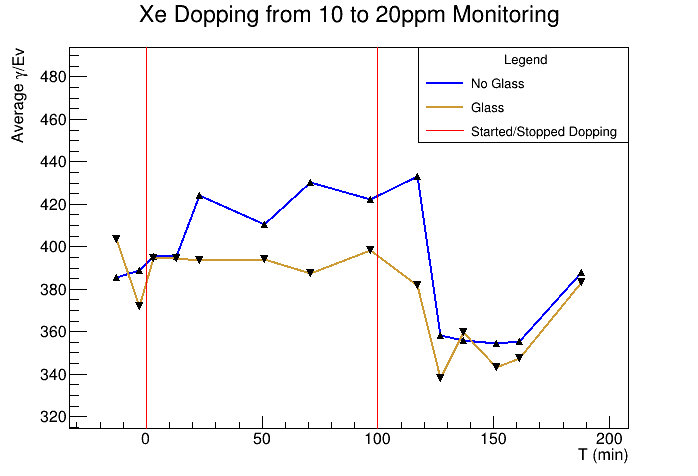 Xe Dopping from 10 to 20ppm Monitoring
Average γ/Ev
480
460
440
420
400
380
360
340
320
Legend
No Glass
Glass
Started/Stopped Dopping
0
50
100
150
200
T (min)